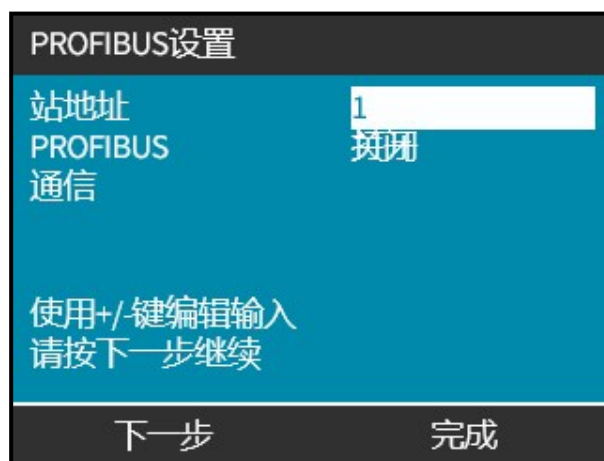 PROFIBUS设置
站地址 1
PROFIBUS
通信
使用+/-键编辑输入
请按下一步继续
下一步 完成